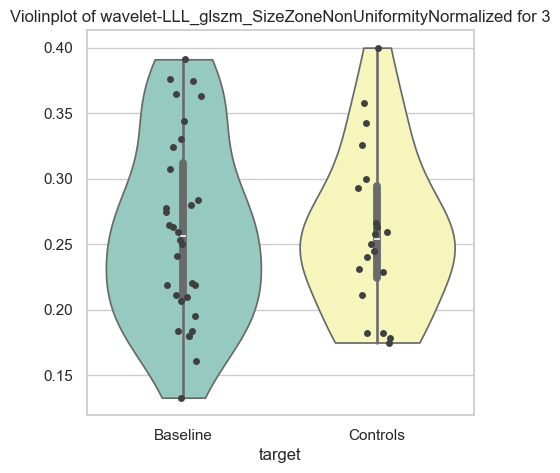 Violinplot of wavelet-LLL_glszm_SizeZoneNonUniformityNormalized for 3
0.40
0.35
0.30
0.25
0.20
0.15
Baseline
Controls
target